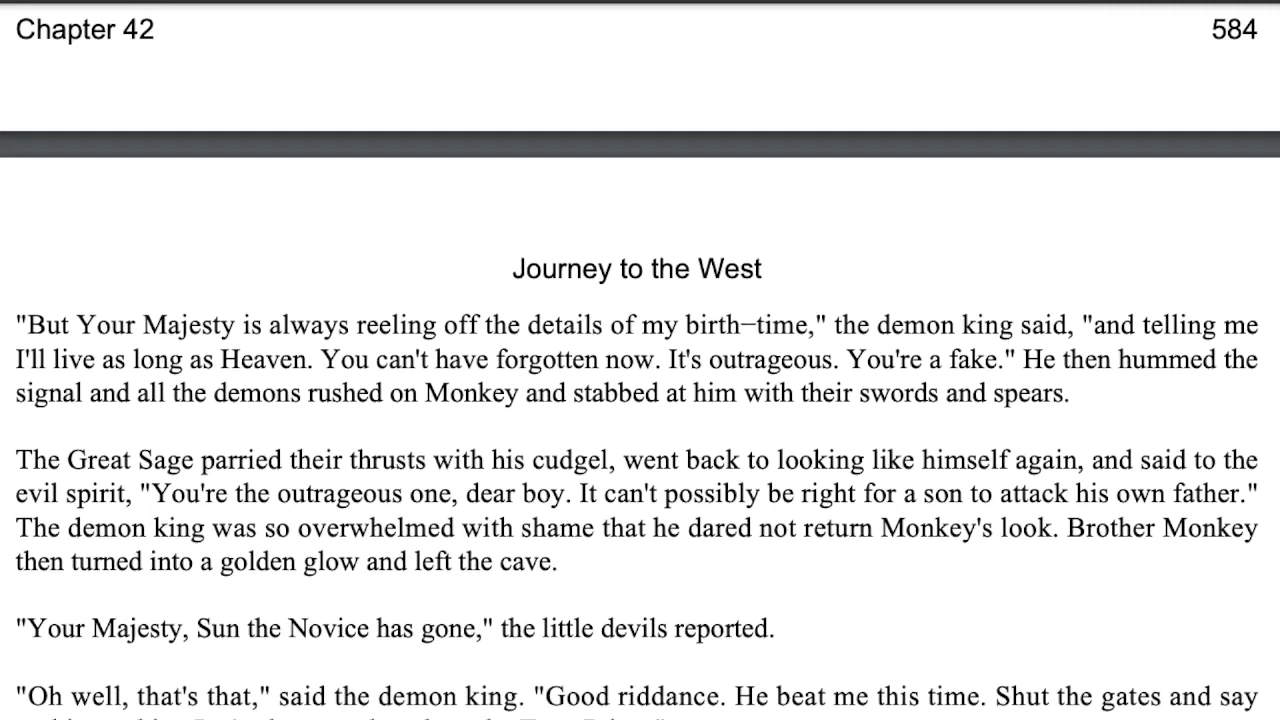 Chapter 42
584
Journey to the West
"But Your Majesty is always reeling off the details of my birth−time," the demon king said, "and telling me
I'll live as long as Heaven. You can't have forgotten now. It's outrageous. You're a fake." He then hummed the
signal and all the demons rushed on Monkey and stabbed at him with their swords and spears.
The Great Sage parried their thrusts with his cudgel, went back to looking like himself again, and said to the
evil spirit, "You're the outrageous one, dear boy. It can't possibly be right for a son to attack his own father."
The demon king was so overwhelmed with shame that he dared not return Monkey's look. Brother Monkey
then turned into a golden glow and left the cave.
"Your Majesty, Sun the Novice has gone," the little devils reported.
"Oh well, that's that," said the demon king. "Good riddance. He beat me this time. Shut the gates and say